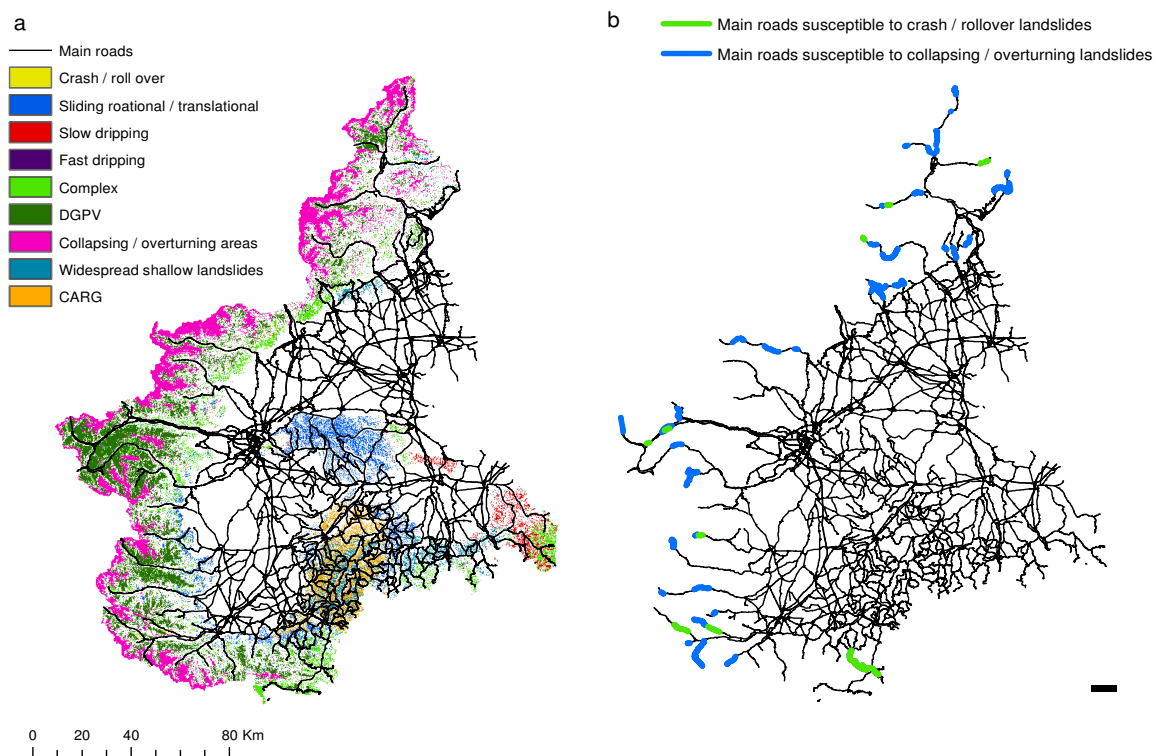 a
Main roads
Crash / roll over
Sliding roational / translational
Slow dripping
Fast dripping
Complex
DGPV
Collapsing / overturning areas
Widespread shallow landslides
CARG
0 20 40 80 Km
b
Main roads susceptible to crash / rollover landslides
Main roads susceptible to collapsing / overturning landslides